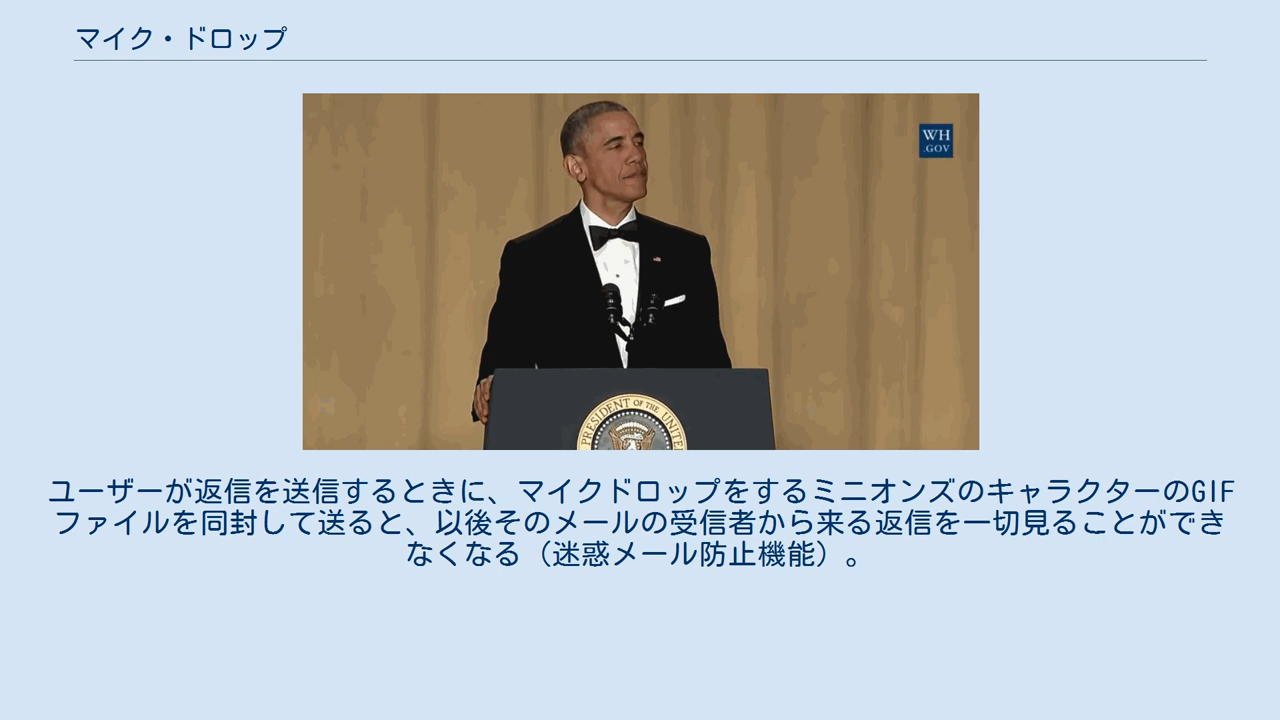 マイク・ドロップ
WH
.GOV
PRESIDENT OF THE UNITED
ユーザーが返信を送信するときに、マイクドロップをするミニオンズのキャラクターのGIF
ファイルを同封して送ると、以後そのメールの受信者から来る返信を一切見ることができ
なくなる（迷惑メール防止機能）。